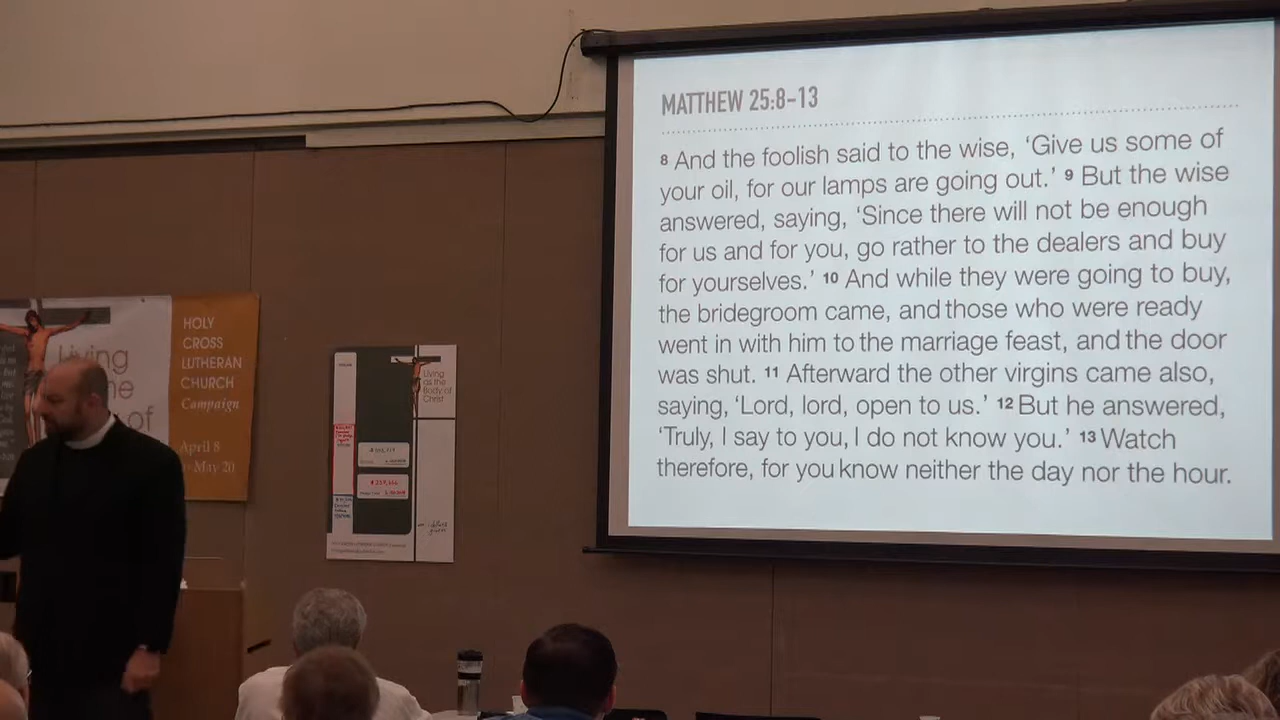 MATTHEW 25:8–13
8 And the foolish said to the wise, ‘Give us some of
your oil, for our lamps are going out.’ 9 But the wise
answered, saying, ‘Since there will not be enough
for us and for you, go rather to the dealers and buy
for yourselves.’ 10 And while they were going to buy,
the bridegroom came, and those who were ready
went in with him to the marriage feast, and the door
was shut. 11 Afterward the other virgins came also,
saying, ‘Lord, lord, open to us.’ 12 But he answered,
‘Truly, I say to you, I do not know you.’ 13 Watch
therefore, for you know neither the day nor the hour.
Living
of
HOLY
CROSS
LUTHERAN
CHURCH
Campaign
April 8
May 20
Living
as the
Body of
Christ